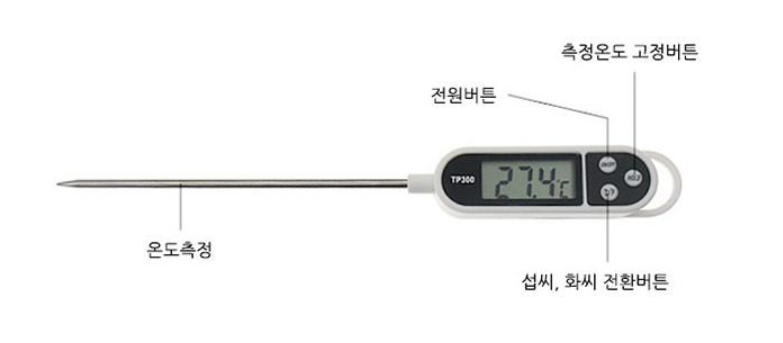 측정온도 고정버튼
전원버튼
TP300
27.4℃
ON/OFF
HOLD
℃/℉
온도측정
섭씨, 화씨 전환버튼